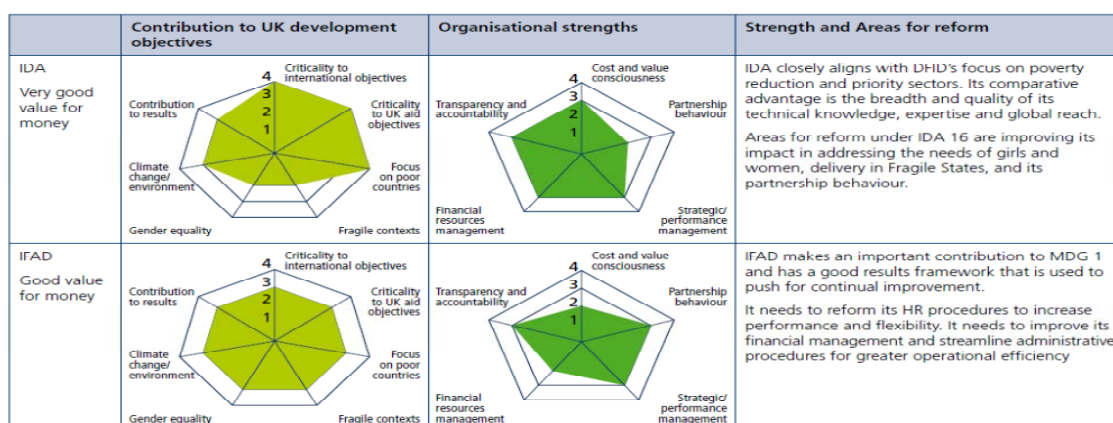 Contribution to UK development
objectives
Organisational strengths
Strength and Areas for reform
IDA
Very good
value for
money
4
3
2
1
Criticality to
international objectives
Criticality
to UK aid
objectives
Focus
on poor
countries
Fragile contexts
Gender equality
Climate
change/
environment
Contribution
to results
4
3
2
1
Cost and value
consciousness
Partnership
behaviour
Strategic/
performance
management
Financial
resources
management
Transparency and
accountability
IDA closely aligns with DFID's focus on poverty
reduction and priority sectors. Its comparative
advantage is the breadth and quality of its
technical knowledge, expertise and global reach.
Areas for reform under IDA 16 are improving its
impact in addressing the needs of girls and
women, delivery in Fragile States, and its
partnership behaviour.
IFAD
Good value
for money
4
3
2
1
Criticality to
international objectives
Criticality
to UK aid
objectives
Focus
on poor
countries
Fragile contexts
Gender equality
Climate
change/
environment
Contribution
to results
4
3
2
1
Cost and value
consciousness
Partnership
behaviour
Strategic/
performance
management
Financial
resources
management
Transparency and
accountability
IFAD makes an important contribution to MDG 1
and has a good results framework that is used to
push for continual improvement.
It needs to reform its HR procedures to increase
performance and flexibility. It needs to improve its
financial management and streamline administrative
procedures for greater operational efficiency